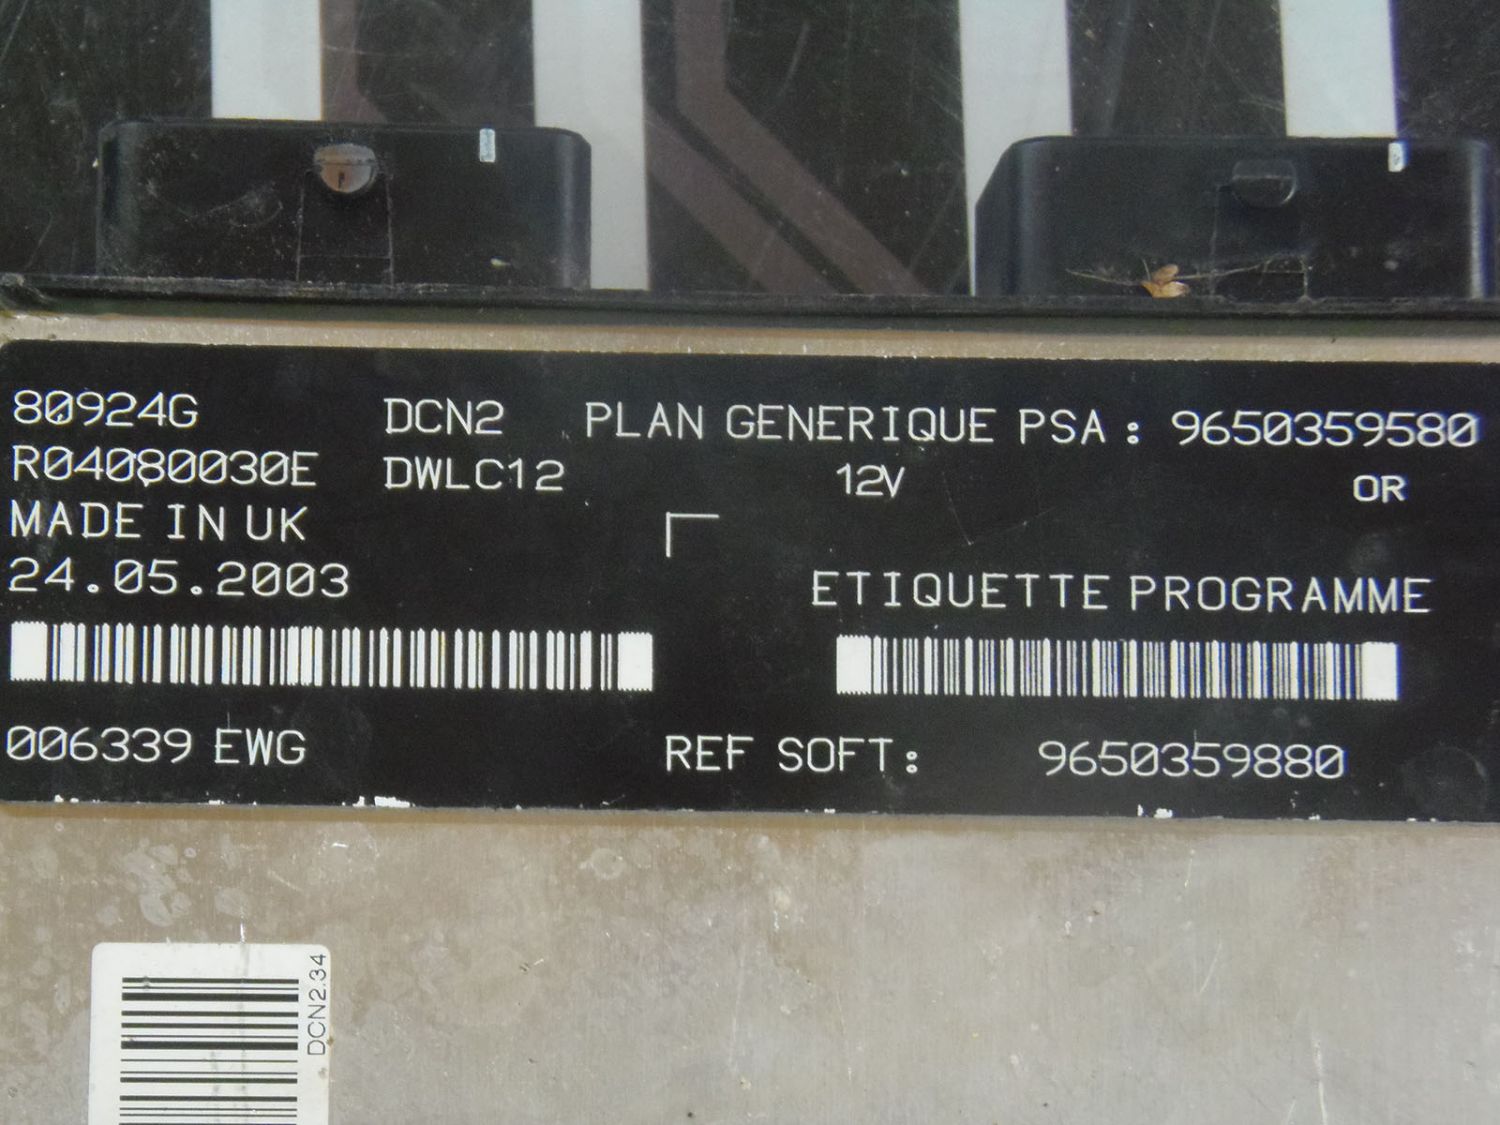 80924G DCN2 PLAN GENERIQUE PSA : 9650359580
R04080030E DWLC12 12V OR
MADE IN UK
24.05.2003 ETIQUETTE PROGRAMME
006339 EWG REF SOFT: 9650359880
DCN2.34